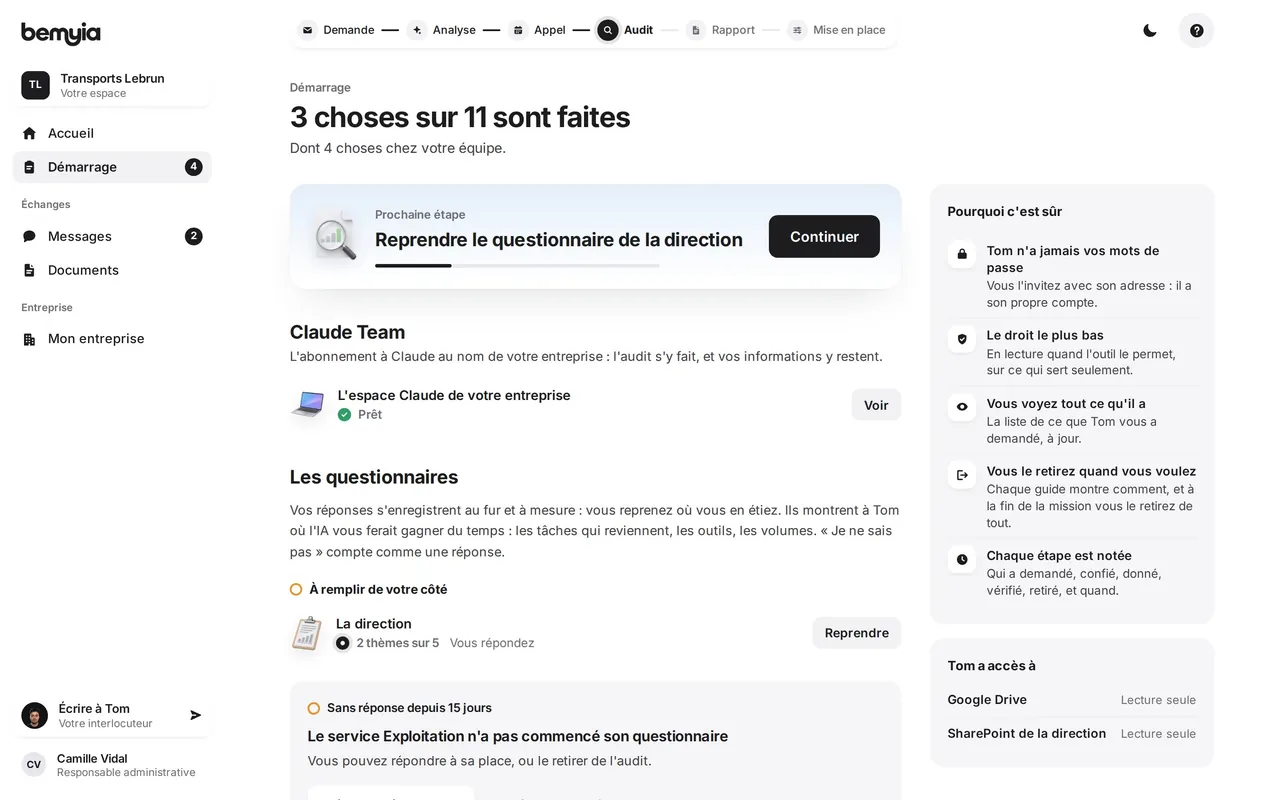 bemyia
Demande
Analyse
Appel
Audit
Rapport
Mise en place
TL
Transports Lebrun
Votre espace
Accueil
Démarrage
4
Échanges
Messages
2
Documents
Entreprise
Mon entreprise
Écrire à Tom
Votre interlocuteur
CV
Camille Vidal
Responsable administrative
Démarrage
3 choses sur 11 sont faites
Dont 4 choses chez votre équipe.
Prochaine étape
Reprendre le questionnaire de la direction
Continuer
Claude Team
L'abonnement à Claude au nom de votre entreprise : l'audit s'y fait, et vos informations y restent.
L'espace Claude de votre entreprise
Prêt
Voir
Les questionnaires
Vos réponses s'enregistrent au fur et à mesure : vous reprenez où vous en étiez. Ils montrent à Tom
où l'IA vous ferait gagner du temps : les tâches qui reviennent, les outils, les volumes. « Je ne sais
pas » compte comme une réponse.
À remplir de votre côté
La direction
2 thèmes sur 5 Vous répondez
Reprendre
Sans réponse depuis 15 jours
Le service Exploitation n'a pas commencé son questionnaire
Vous pouvez répondre à sa place, ou le retirer de l'audit.
Pourquoi c'est sûr
Tom n'a jamais vos mots de
passe
Vous l'invitez avec son adresse : il a
son propre compte.
Le droit le plus bas
En lecture quand l'outil le permet,
sur ce qui sert seulement.
Vous voyez tout ce qu'il a
La liste de ce que Tom vous a
demandé, à jour.
Vous le retirez quand vous voulez
Chaque guide montre comment, et à
la fin de la mission vous le retirez de
tout.
Chaque étape est notée
Qui a demandé, confié, donné,
vérifié, retiré, et quand.
Tom a accès à
Google Drive
Lecture seule
SharePoint de la direction
Lecture seule